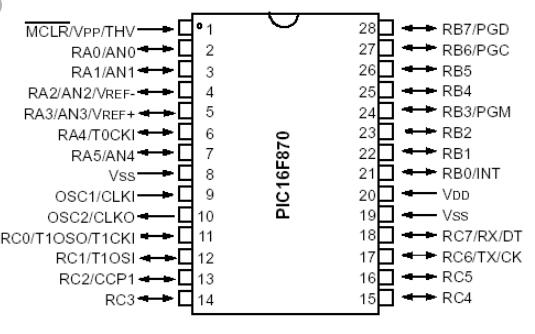 MCLR/VPP/THV 1 28 RB7/PGD
RA0/AN0 2 27 RB6/PGC
RA1/AN1 3 26 RB5
RA2/AN2/VREF- 4 25 RB4
RA3/AN3/VREF+ 5 24 RB3/PGM
RA4/T0CKI 6 23 RB2
RA5/AN4 7 22 RB1
VSS 8 21 RB0/INT
OSC1/CLKI 9 20 VDD
OSC2/CLKO 10 19 VSS
RC0/T1OSO/T1CKI 11 18 RC7/RX/DT
RC1/T1OSI 12 17 RC6/TX/CK
RC2/CCP1 13 16 RC5
RC3 14 15 RC4
PIC16F870